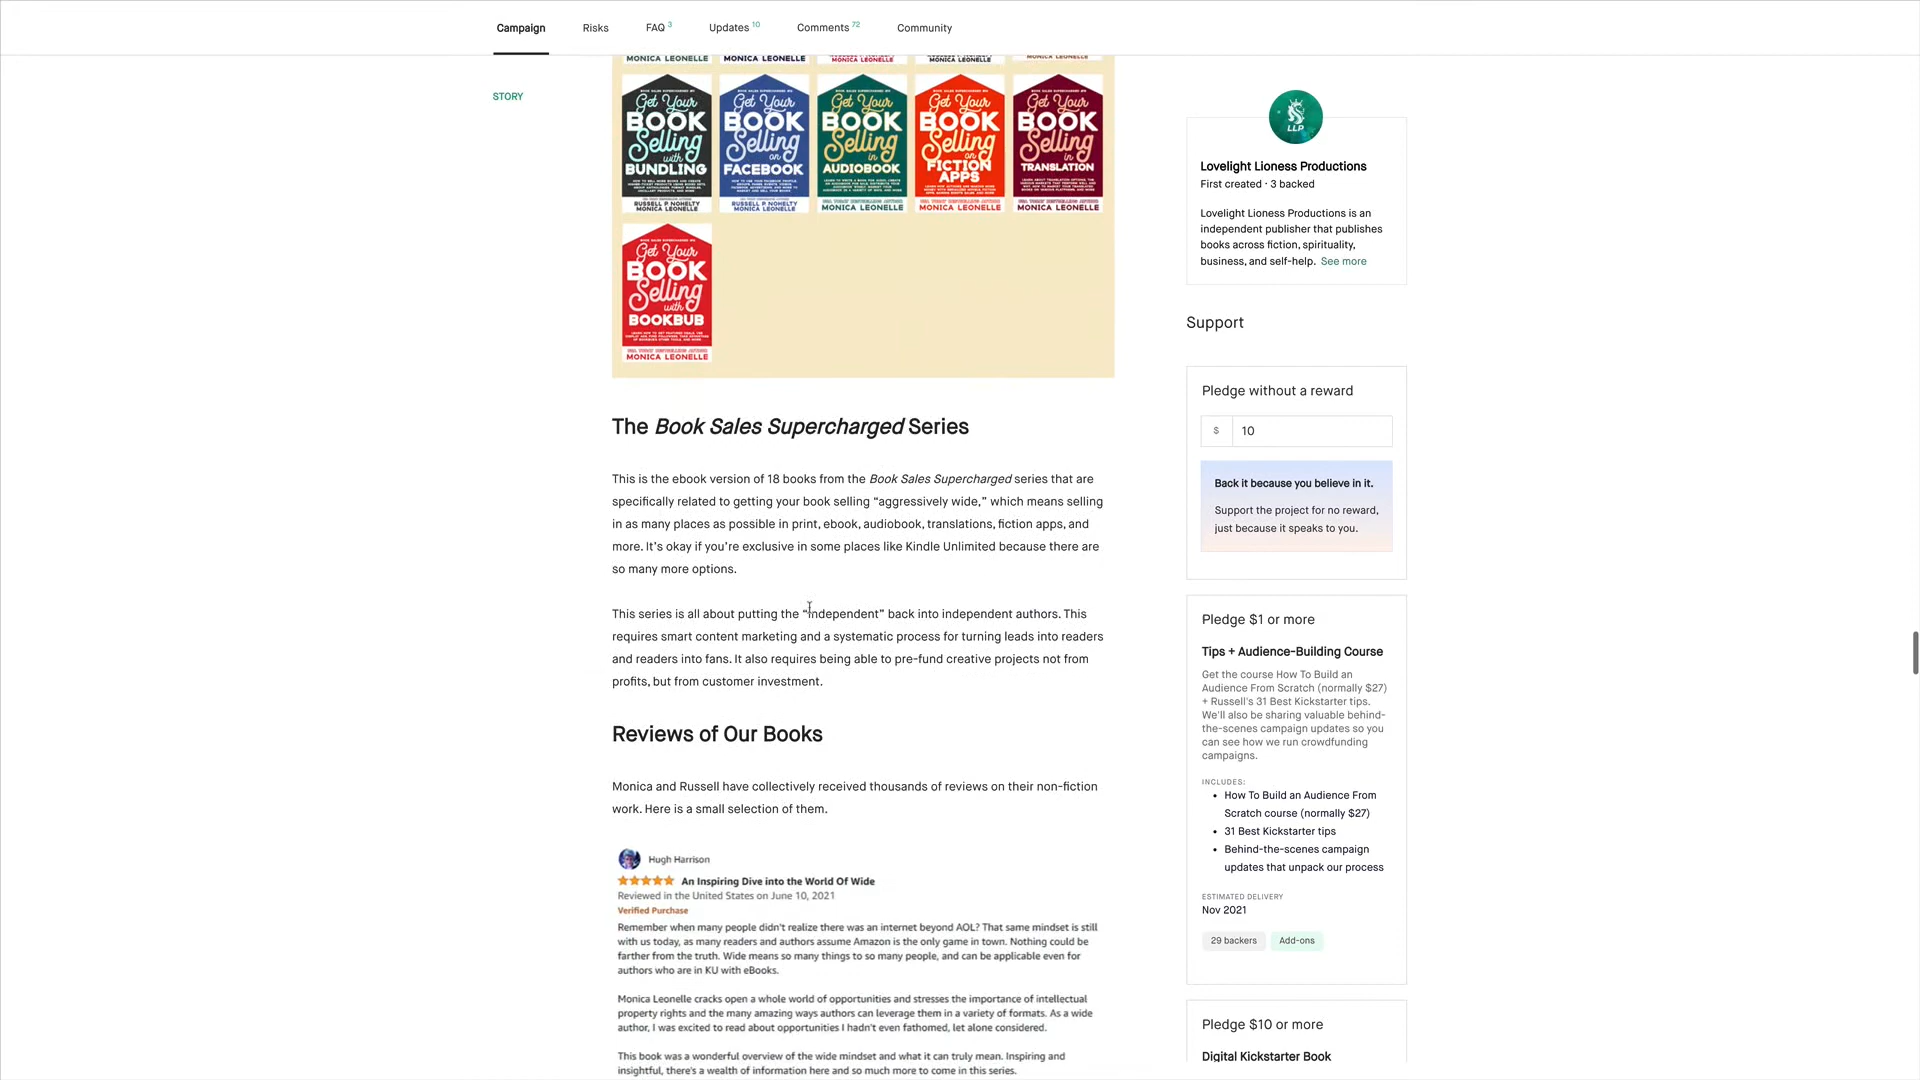 Campaign
Risks
FAQ 3
Updates 10
Comments 72
Community
STORY
MONICA LEONELLE
MONICA LEONELLE
MONICA LEONELLE
MONICA LEONELLE
MONICA LEONELLE
Get Your
BOOK
Selling
with
BUNDLING
RUSSELL P. NOHELTY
MONICA LEONELLE
Get Your
BOOK
Selling
on
FACEBOOK
RUSSELL P. NOHELTY
MONICA LEONELLE
Get Your
BOOK
Selling
in
AUDIOBOOK
MONICA LEONELLE
Get Your
BOOK
Selling
on
FICTION
APPS
MONICA LEONELLE
Get Your
BOOK
Selling
in
TRANSLATION
MONICA LEONELLE
Get Your
BOOK
Selling
with
BOOKBUB
MONICA LEONELLE
The Book Sales Supercharged Series
This is the ebook version of 18 books from the Book Sales Supercharged series that are
specifically related to getting your book selling “aggressively wide,” which means selling
in as many places as possible in print, ebook, audiobook, translations, fiction apps, and
more. It’s okay if you’re exclusive in some places like Kindle Unlimited because there are
so many more options.
This series is all about putting the “independent” back into independent authors. This
requires smart content marketing and a systematic process for turning leads into readers
and readers into fans. It also requires being able to pre-fund creative projects not from
profits, but from customer investment.
Reviews of Our Books
Monica and Russell have collectively received thousands of reviews on their non-fiction
work. Here is a small selection of them.
Hugh Harrison
An Inspiring Dive into the World Of Wide
Reviewed in the United States on June 10, 2021
Verified Purchase
Remember when many people didn't realize there was an internet beyond AOL? That same mindset is still
with us today, as many readers and authors assume Amazon is the only game in town. Nothing could be
farther from the truth. Wide means so many things to so many people, and can be applicable even for
authors who are in KU with eBooks.
Monica Leonelle cracks open a whole world of opportunities and stresses the importance of intellectual
property rights and the many amazing ways authors can leverage them in a variety of formats. As a wide
author, I was excited to read about opportunities I hadn't even fathomed, let alone considered.
This book was a wonderful overview of the wide mindset and what it can truly mean. Inspiring and
insightful, there's a wealth of information here and so much more to come in this series.
LLP
Lovelight Lioness Productions
First created · 3 backed
Lovelight Lioness Productions is an
independent publisher that publishes
books across fiction, spirituality,
business, and self-help. See more
Support
Pledge without a reward
$ 10
Back it because you believe in it.
Support the project for no reward,
just because it speaks to you.
Pledge $1 or more
Tips + Audience-Building Course
Get the course How To Build an
Audience From Scratch (normally $27)
+ Russell's 31 Best Kickstarter tips.
We'll also be sharing valuable behind-
the-scenes campaign updates so you
can see how we run crowdfunding
campaigns.
INCLUDES:
• How To Build an Audience From
Scratch course (normally $27)
• 31 Best Kickstarter tips
• Behind-the-scenes campaign
updates that unpack our process
ESTIMATED DELIVERY
Nov 2021
29 backers
Add-ons
Pledge $10 or more
Digital Kickstarter Book